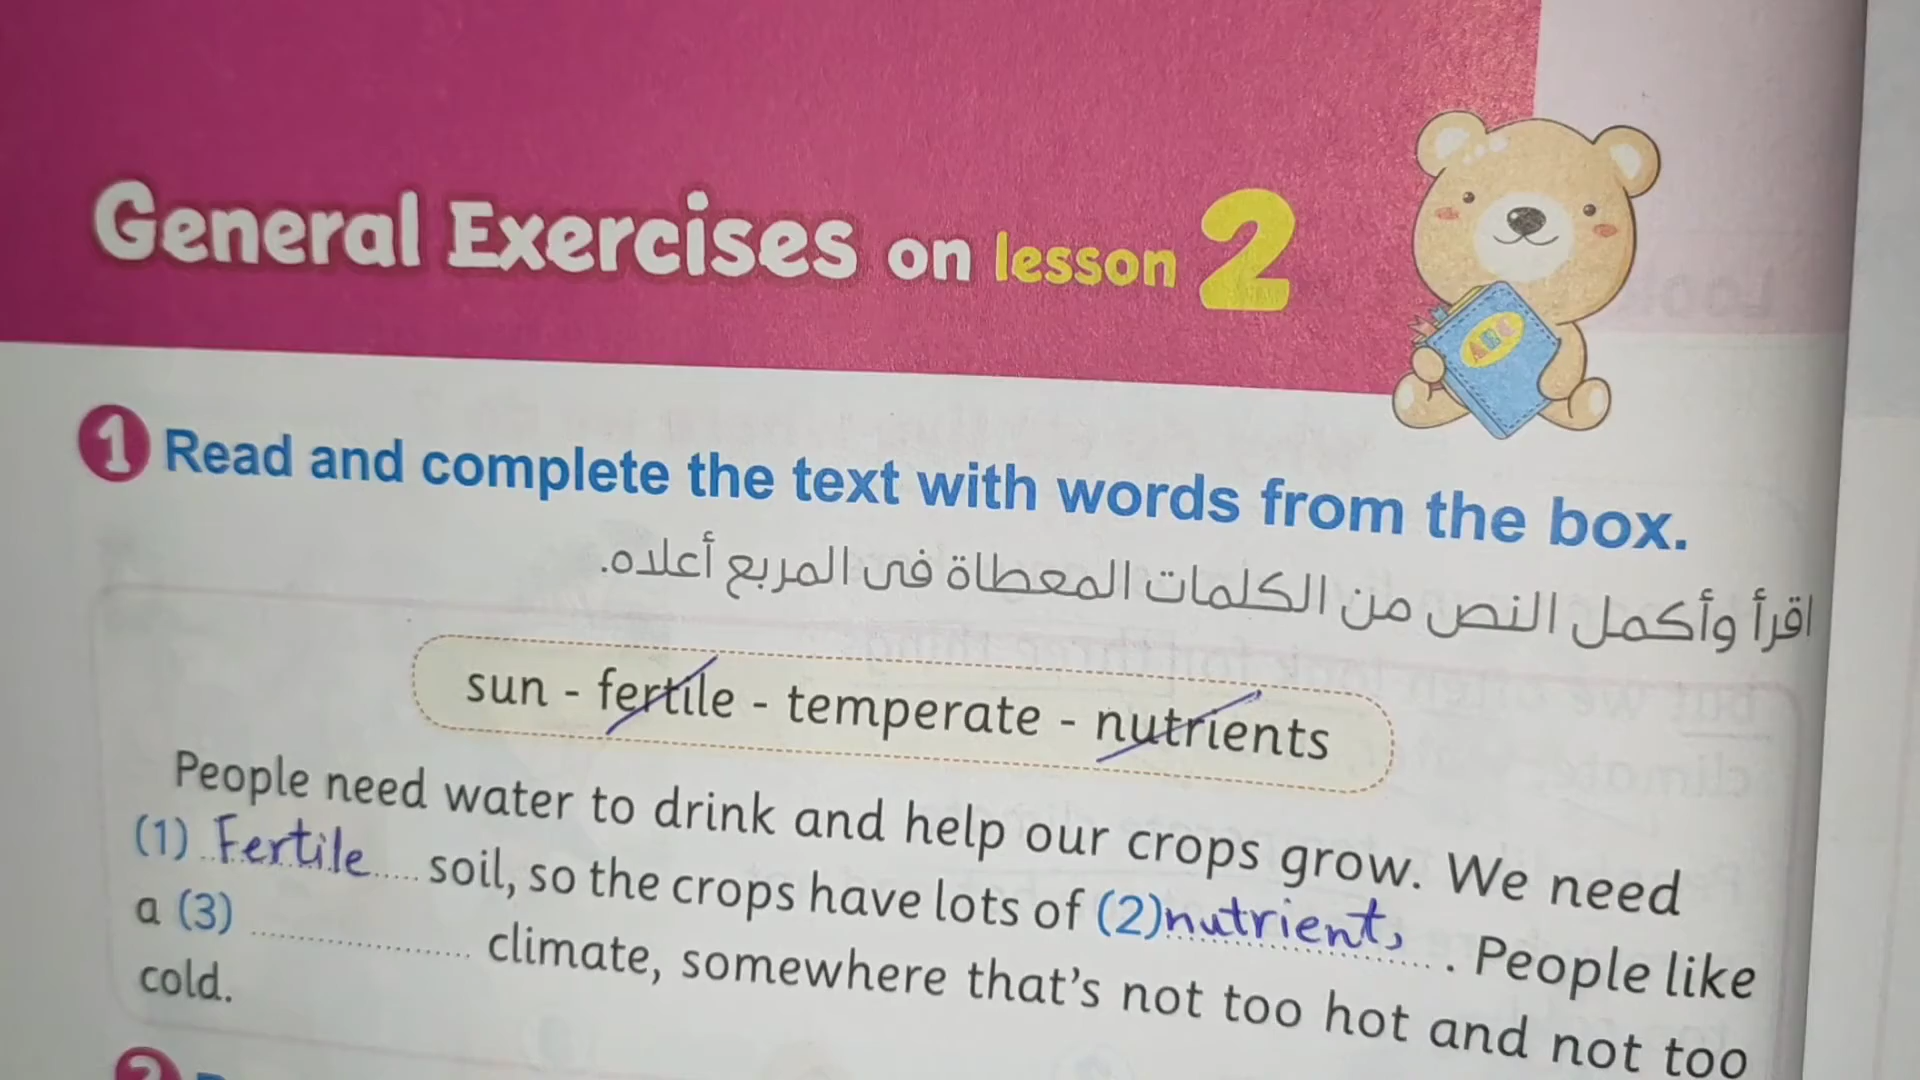 General Exercises on lesson 2
1 Read and complete the text with words from the box.
اقرأ وأكمل النص من الكلمات المعطاة فى المربع أعلاه.
sun - fertile - temperate - nutrients
People need water to drink and help our crops grow. We need
(1) Fertile soil, so the crops have lots of (2) nutrients . People like
a (3) .................... climate, somewhere that's not too hot and not too
cold.
2